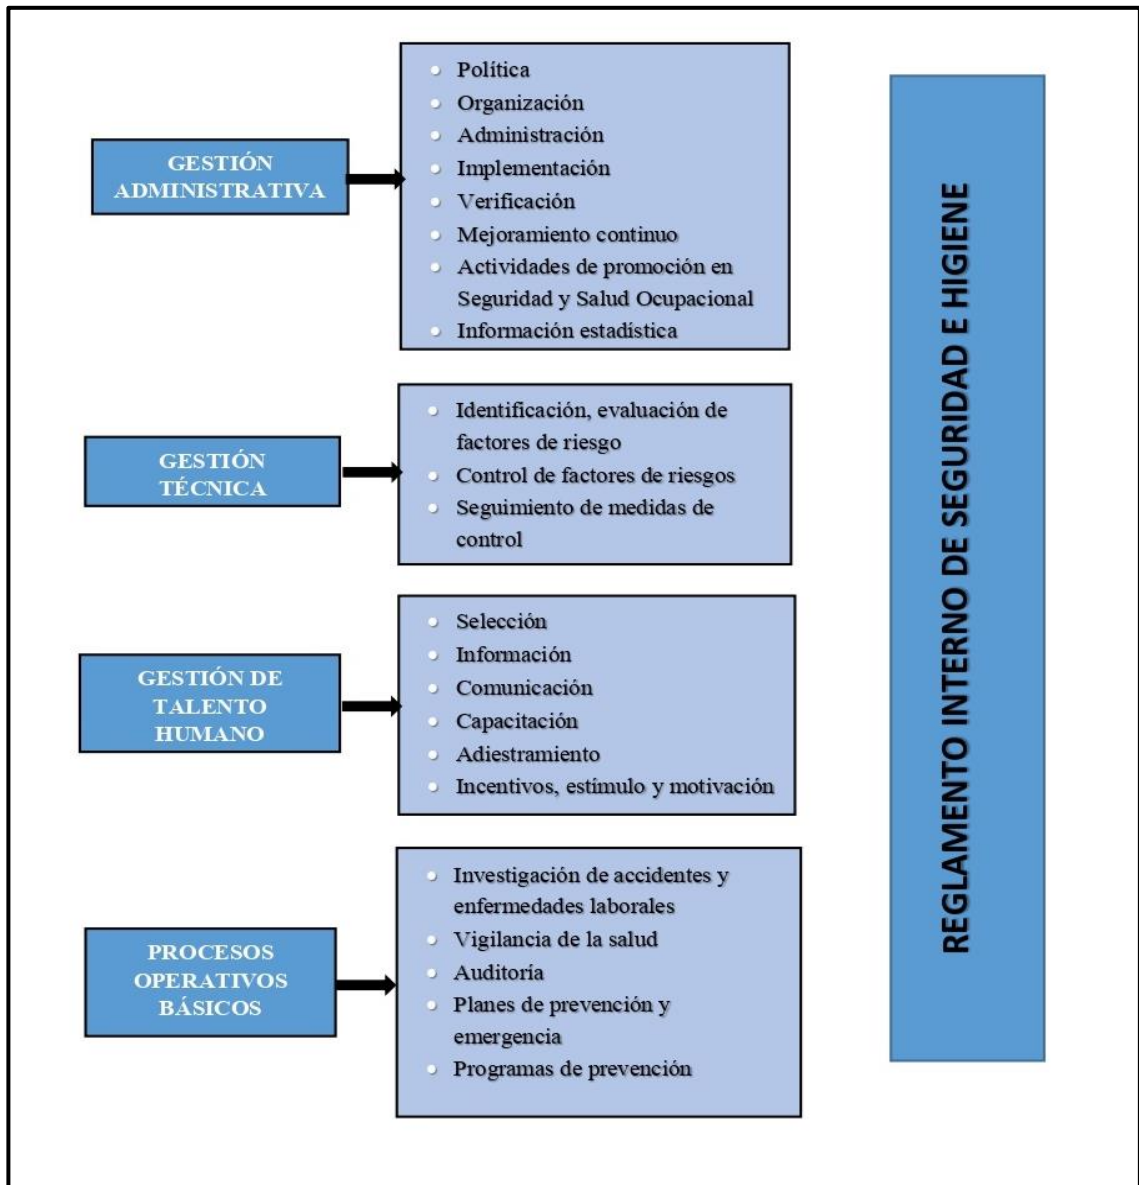 GESTIÓN
ADMINISTRATIVA
Política
Organización
Administración
Implementación
Verificación
Mejoramiento continuo
Actividades de promoción en
Seguridad y Salud Ocupacional
Información estadística
GESTIÓN
TÉCNICA
Identificación, evaluación de
factores de riesgo
Control de factores de riesgos
Seguimiento de medidas de
control
GESTIÓN DE
TALENTO
HUMANO
Selección
Información
Comunicación
Capacitación
Adiestramiento
Incentivos, estímulo y motivación
PROCESOS
OPERATIVOS
BÁSICOS
Investigación de accidentes y
enfermedades laborales
Vigilancia de la salud
Auditoría
Planes de prevención y
emergencia
Programas de prevención
REGLAMENTO INTERNO DE SEGURIDAD E HIGIENE